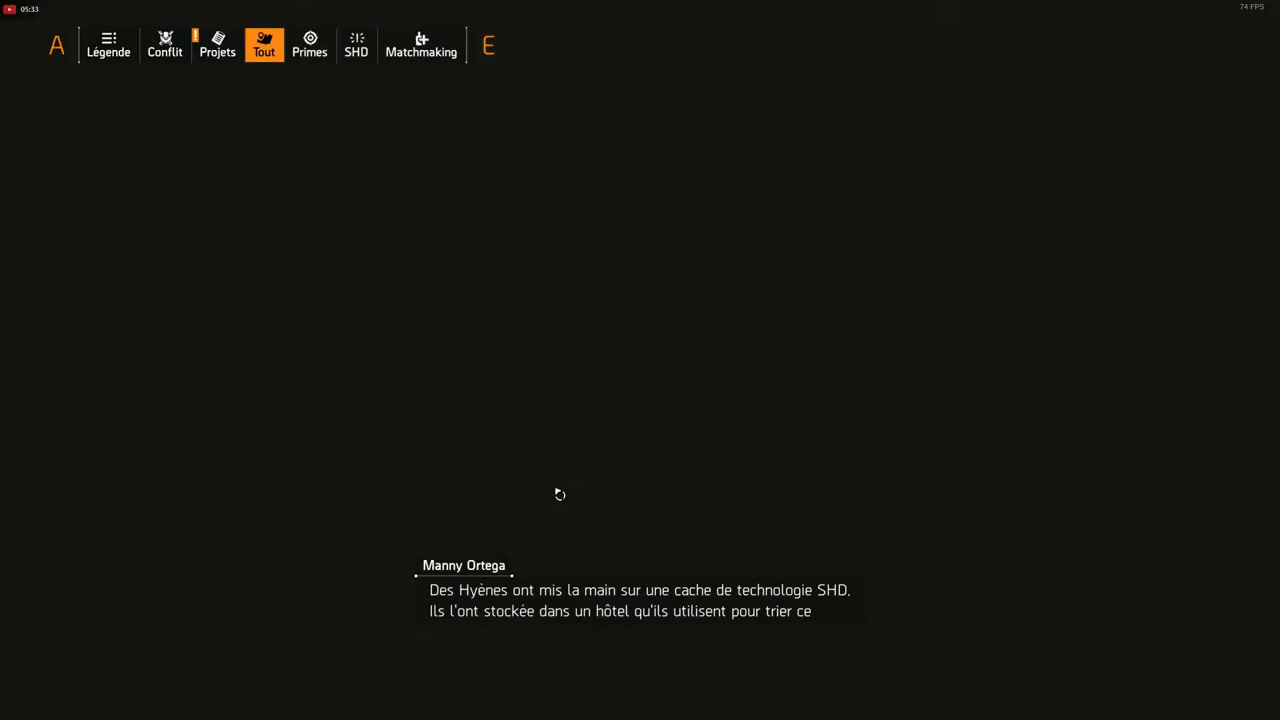 05:33
74 FPS
A
Légende
Conflit
Projets
Tout
Primes
SHD
Matchmaking
E
Manny Ortega
Des Hyènes ont mis la main sur une cache de technologie SHD.
Ils l'ont stockée dans un hôtel qu'ils utilisent pour trier ce